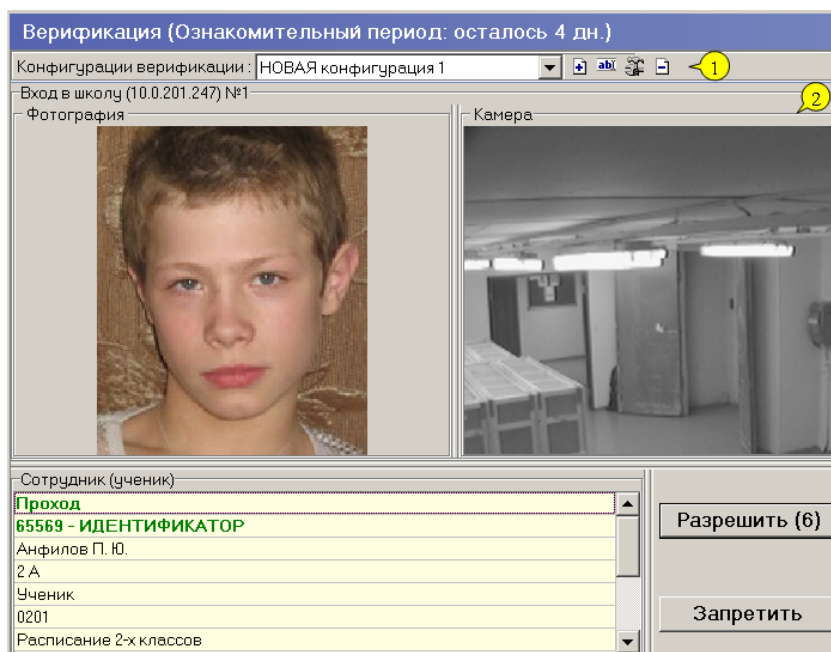 Верификация (Ознакомительный период: осталось 4 дн.)
Конфигурации верификации : НОВАЯ конфигурация 1 abl 1
Вход в школу (10.0.201.247) №1 2
Фотография
Камера
Сотрудник (ученик)
Проход
65569 - ИДЕНТИФИКАТОР
Анфилов П. Ю.
2 А
Ученик
0201
Расписание 2-х классов
Разрешить (6)
Запретить